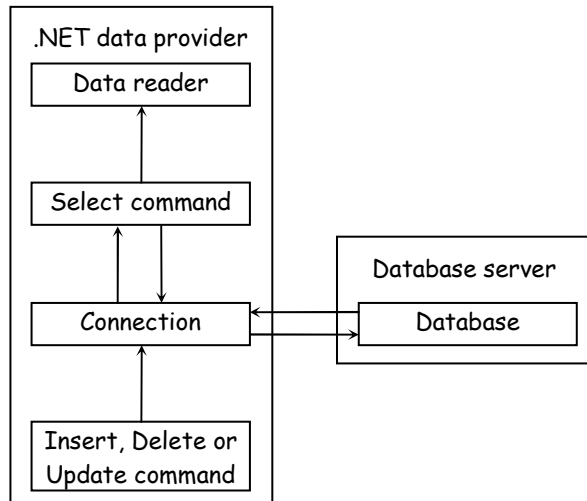 .NET data provider
Data reader
Select command
Database server
Connection
Database
Insert, Delete or
Update command